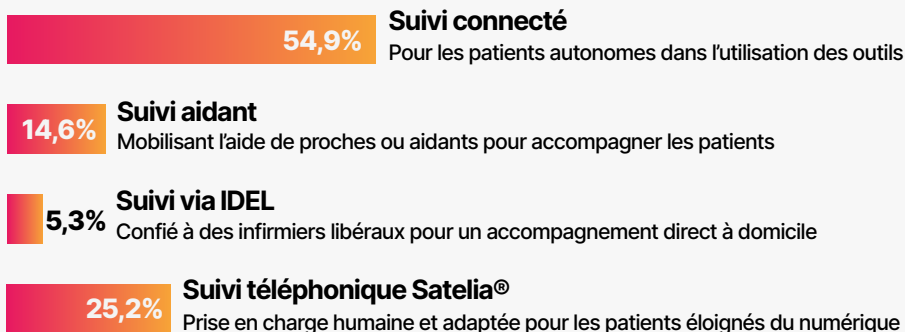 54,9%
Suivi connecté
Pour les patients autonomes dans l'utilisation des outils
14,6%
Suivi aidant
Mobilisant l'aide de proches ou aidants pour accompagner les patients
5,3%
Suivi via IDEL
Confié à des infirmiers libéraux pour un accompagnement direct à domicile
25,2%
Suivi téléphonique Satelia®
Prise en charge humaine et adaptée pour les patients éloignés du numérique